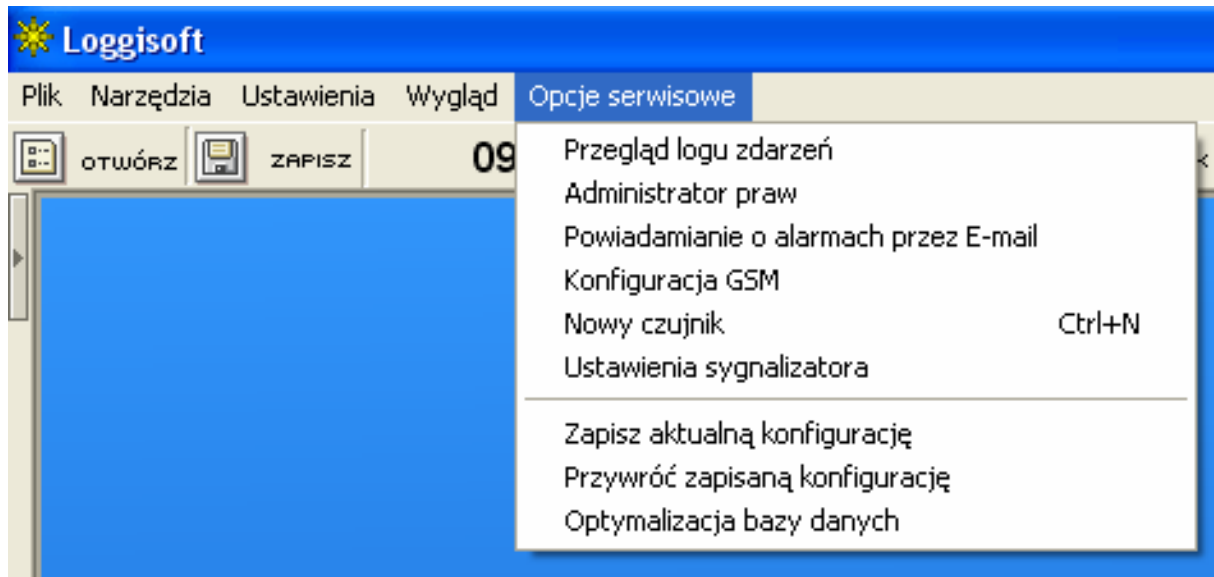 Loggisoft
Plik Narzędzia Ustawienia Wygląd Opcje serwisowe
OTWÓRZ ZAPISZ 09
Przegląd logu zdarzeń
Administrator praw
Powiadamianie o alarmach przez E-mail
Konfiguracja GSM
Nowy czujnik Ctrl+N
Ustawienia sygnalizatora
Zapisz aktualną konfigurację
Przywróć zapisaną konfigurację
Optymalizacja bazy danych